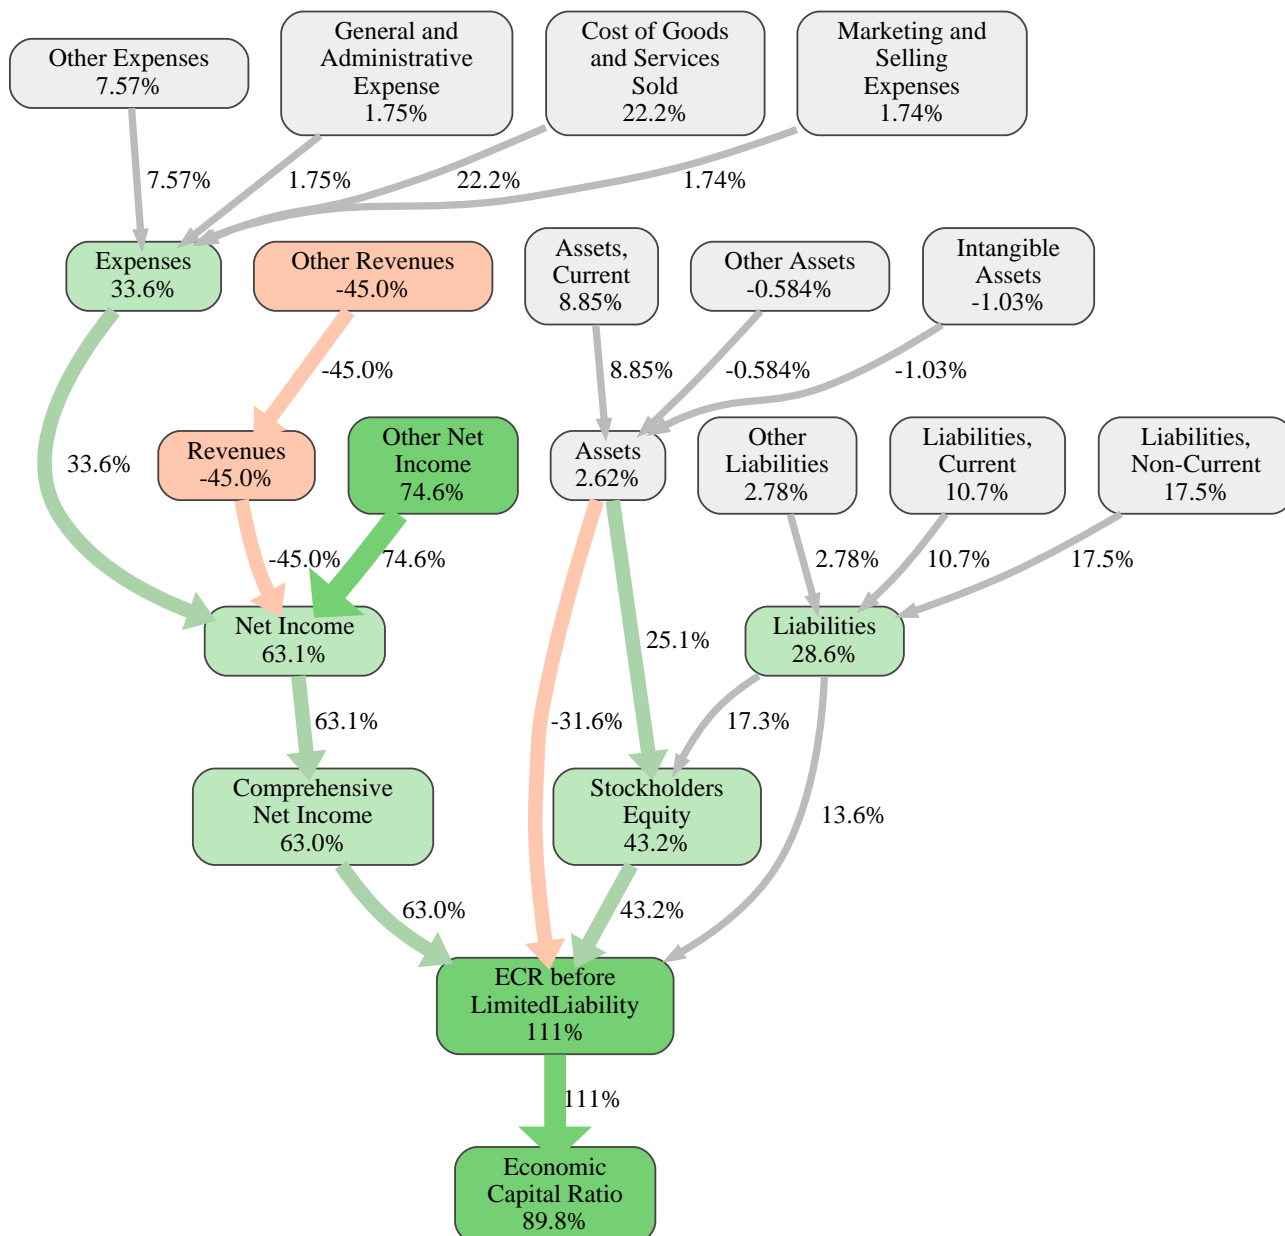 Other Expenses
7.57%
General and
Administrative
Expense
1.75%
Cost of Goods
and Services
Sold
22.2%
Marketing and
Selling
Expenses
1.74%
7.57%
1.75%
22.2%
1.74%
Expenses
33.6%
Other Revenues
-45.0%
Assets,
Current
8.85%
Other Assets
-0.584%
Intangible
Assets
-1.03%
-45.0%
8.85%
-0.584%
-1.03%
33.6%
Revenues
-45.0%
Other Net
Income
74.6%
Assets
2.62%
Other
Liabilities
2.78%
Liabilities,
Current
10.7%
Liabilities,
Non-Current
17.5%
-45.0%
74.6%
2.78%
10.7%
17.5%
Net Income
63.1%
25.1%
Liabilities
28.6%
63.1%
-31.6%
17.3%
Comprehensive
Net Income
63.0%
Stockholders
Equity
43.2%
13.6%
63.0%
43.2%
ECR before
LimitedLiability
111%
111%
Economic
Capital Ratio
89.8%